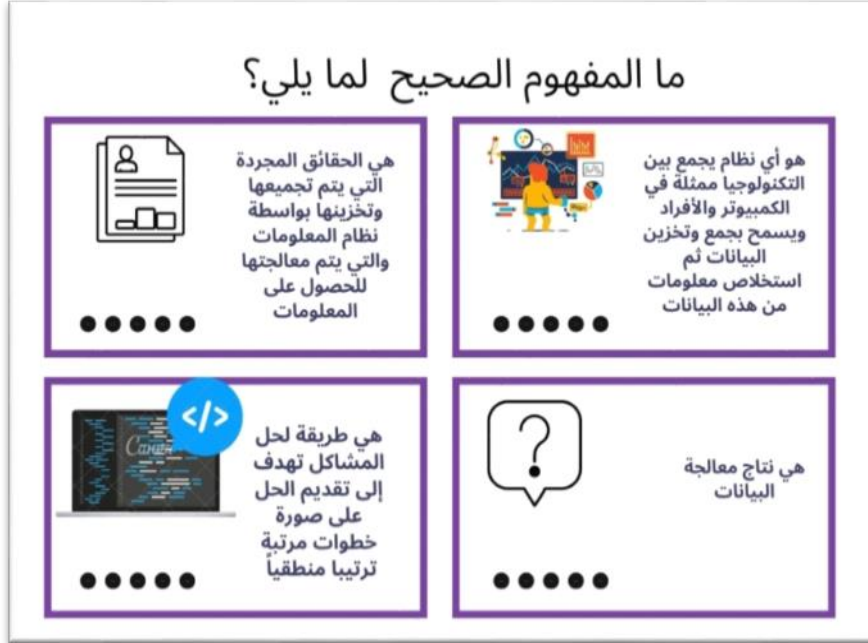 ما المفهوم الصحيح لما يلي؟
هو أي نظام يجمع بين
التكنولوجيا ممثلة في
الكمبيوتر والأفراد
ويسمح بجمع وتخزين
البيانات ثم
استخلاص معلومات
من هذه البيانات
هي الحقائق المجردة
التي يتم تجميعها
وتخزينها بواسطة
نظام المعلومات
والتي يتم معالجتها
للحصول على
المعلومات
هي نتاج معالجة
البيانات
؟
هي طريقة لحل
المشاكل تهدف
إلى تقديم الحل
على صورة
خطوات مرتبة
ترتيبا منطقياً
</>
Canva